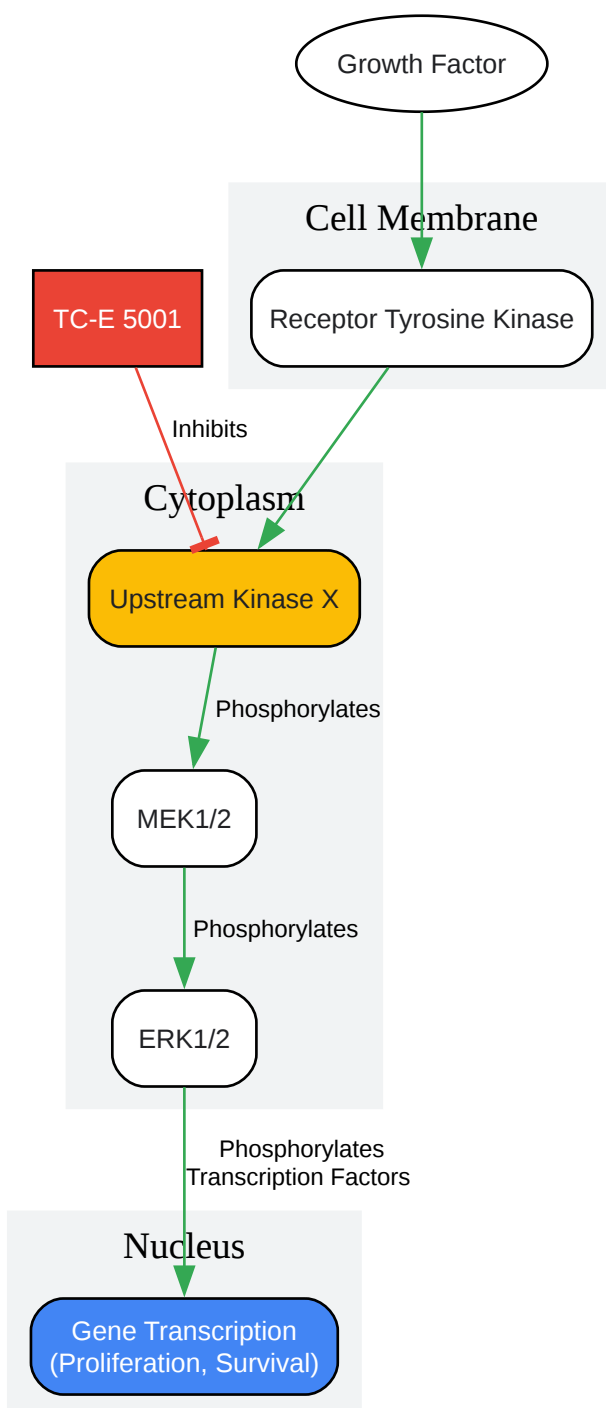 Growth Factor
Cell Membrane
TC-E 5001
Receptor Tyrosine Kinase
Inhibits
Cytoplasm
Upstream Kinase X
Phosphorylates
MEK1/2
Phosphorylates
ERK1/2
Phosphorylates
Transcription Factors
Nucleus
Gene Transcription
(Proliferation, Survival)